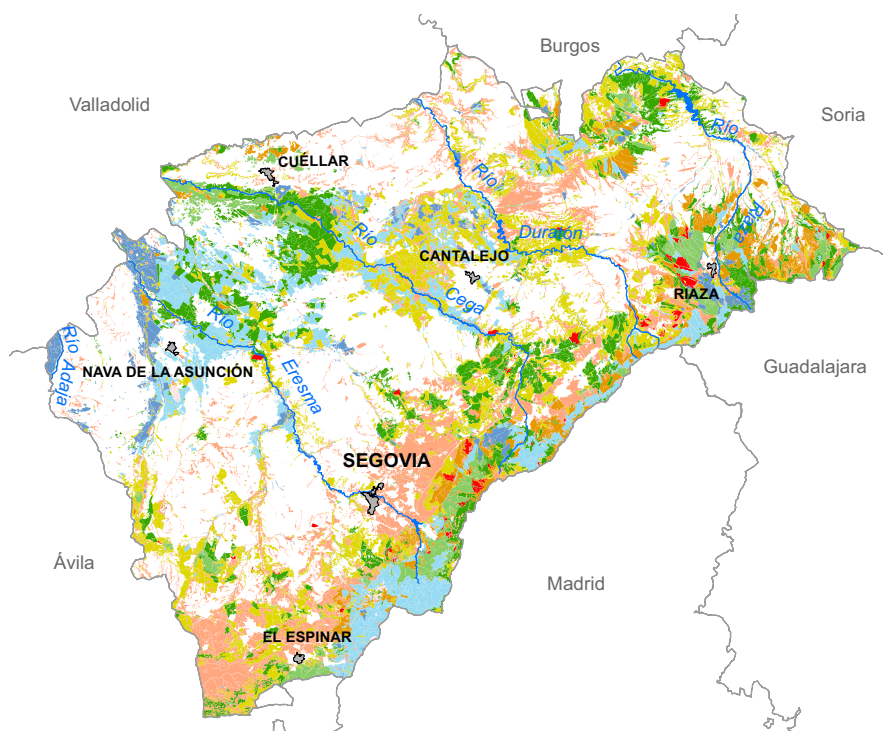 Burgos
Valladolid
Soria
Río
CUÉLLAR
Río
Riaza
Río
Duratón
CANTALEJO
RIAZA
Cega
Río
Río Adaja
NAVA DE LA ASUNCIÓN
Eresma
Guadalajara
SEGOVIA
Ávila
Madrid
EL ESPINAR